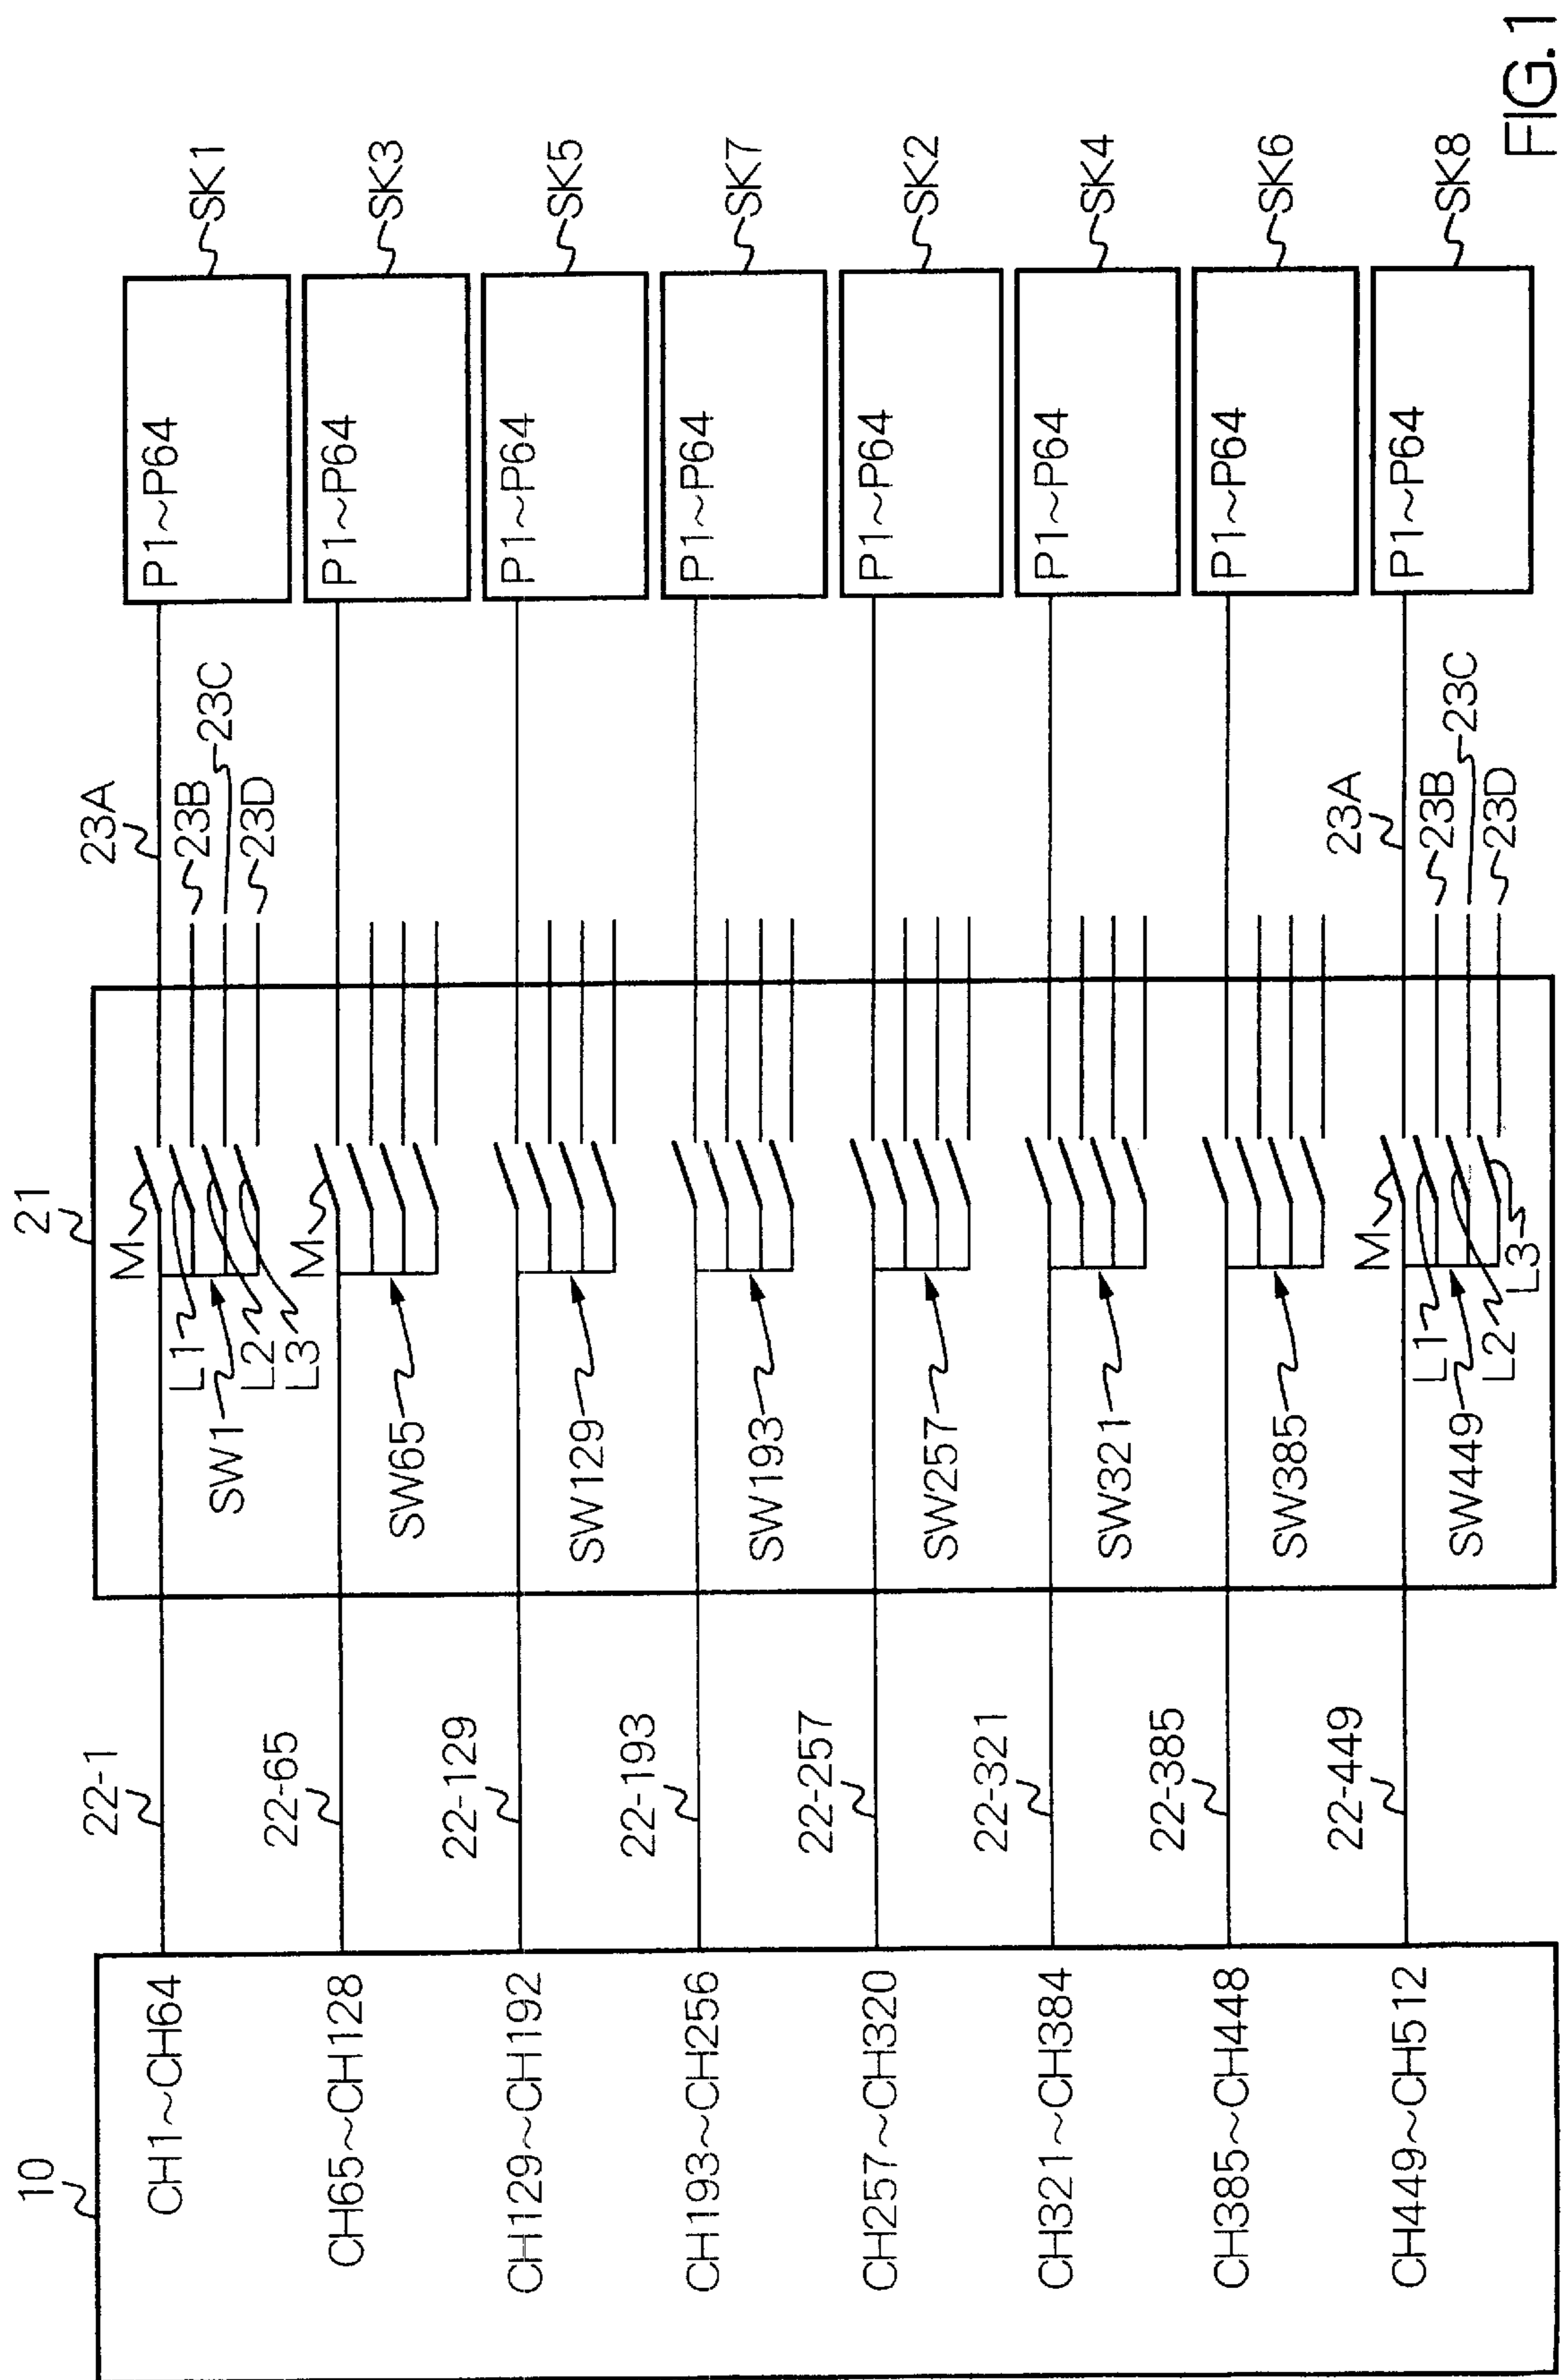 10
CH1~CH64
CH65~CH128
CH129~CH192
CH193~CH256
CH257~CH320
CH321~CH384
CH385~CH448
CH449~CH512
22-1
22-65
22-129
22-193
22-257
22-321
22-385
22-449
21
M
L1
L2
L3
SW1
M
SW65
SW129
SW193
SW257
SW321
SW385
M
L1
L2
L3
SW449
23A
23B
23C
23D
23A
23B
23C
23D
P1~P64
P1~P64
P1~P64
P1~P64
P1~P64
P1~P64
P1~P64
P1~P64
SK1
SK3
SK5
SK7
SK2
SK4
SK6
SK8
FIG.1